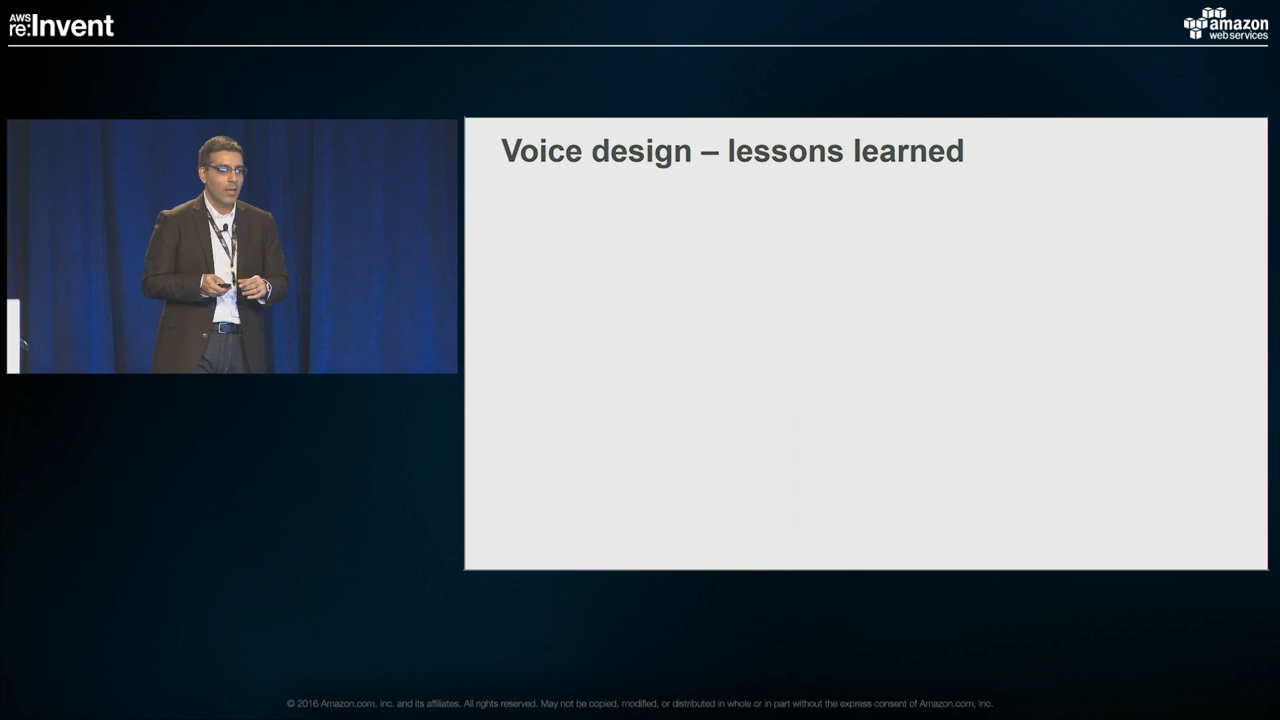 AWS
re:Invent
amazon
web services
Voice design – lessons learned
© 2016 Amazon.com, Inc. and its affiliates. All rights reserved. May not be copied, modified, or distributed in whole or in part without the express consent of Amazon.com, Inc.